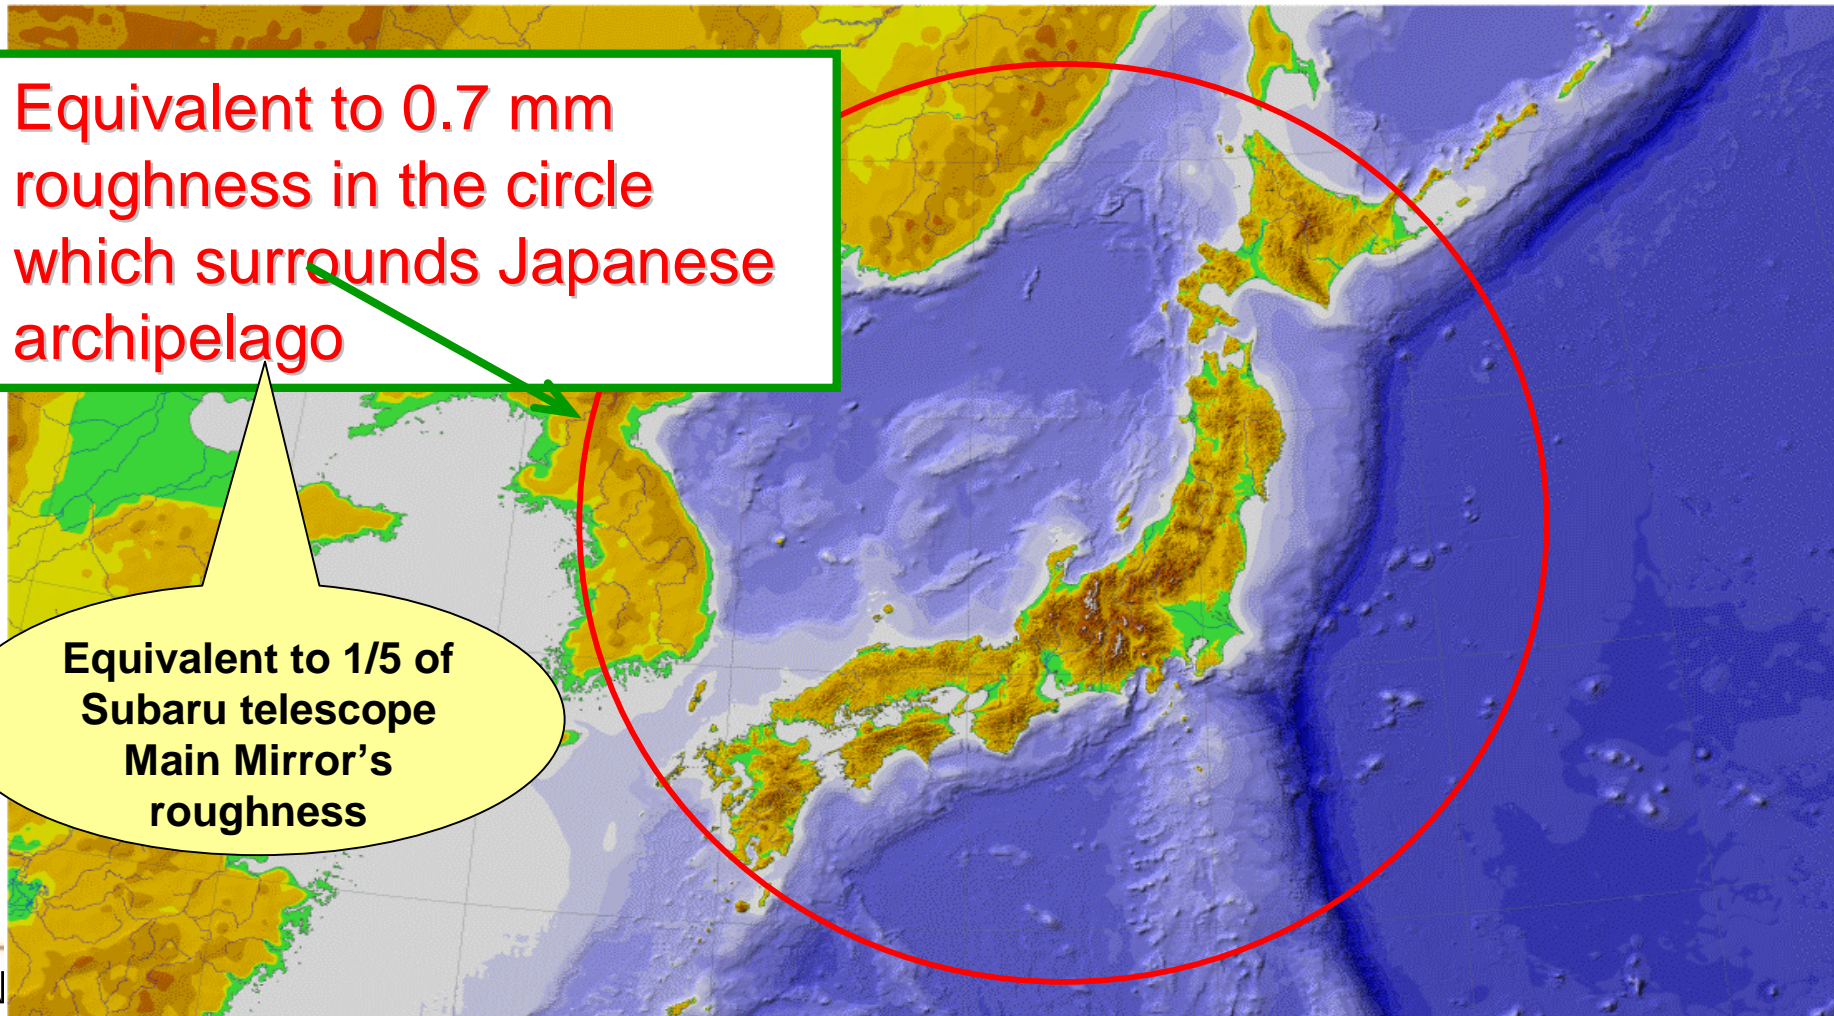 Equivalent to 0.7 mm
roughness in the circle
which surrounds Japanese
archipelago
Equivalent to 1/5 of
Subaru telescope
Main Mirror’s
roughness